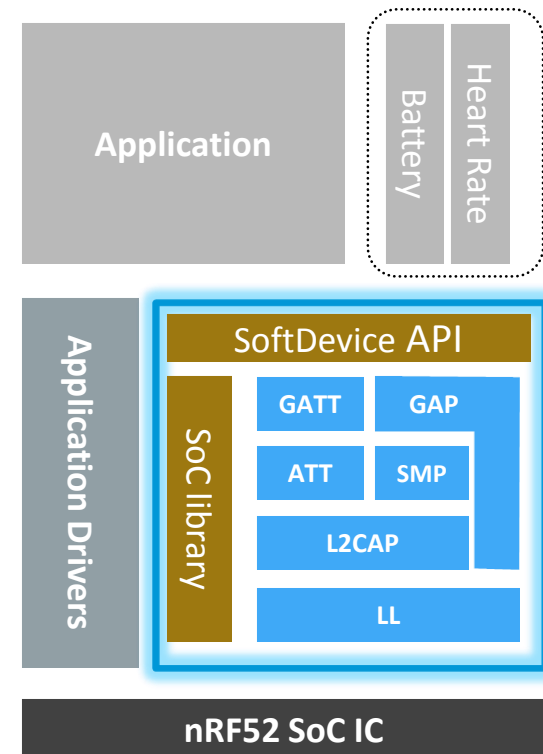 Application
Battery
Heart Rate
Application Drivers
SoftDevice API
SoC library
GATT
GAP
ATT
SMP
L2CAP
LL
nRF52 SoC IC